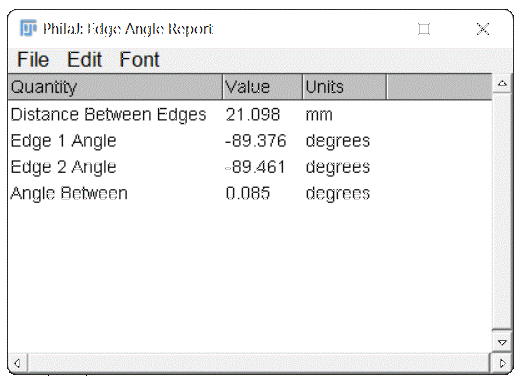 PhilaJ: Edge Angle Report
File Edit Font
Quantity Value Units
Distance Between Edges 21.098 mm
Edge 1 Angle -89.376 degrees
Edge 2 Angle -89.461 degrees
Angle Between 0.085 degrees